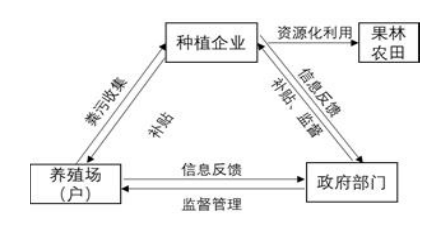 种植企业
资源化利用
果林
农田
粪污收集
补贴
信息反馈
补贴、监督
养殖场
（户）
信息反馈
监督管理
政府部门